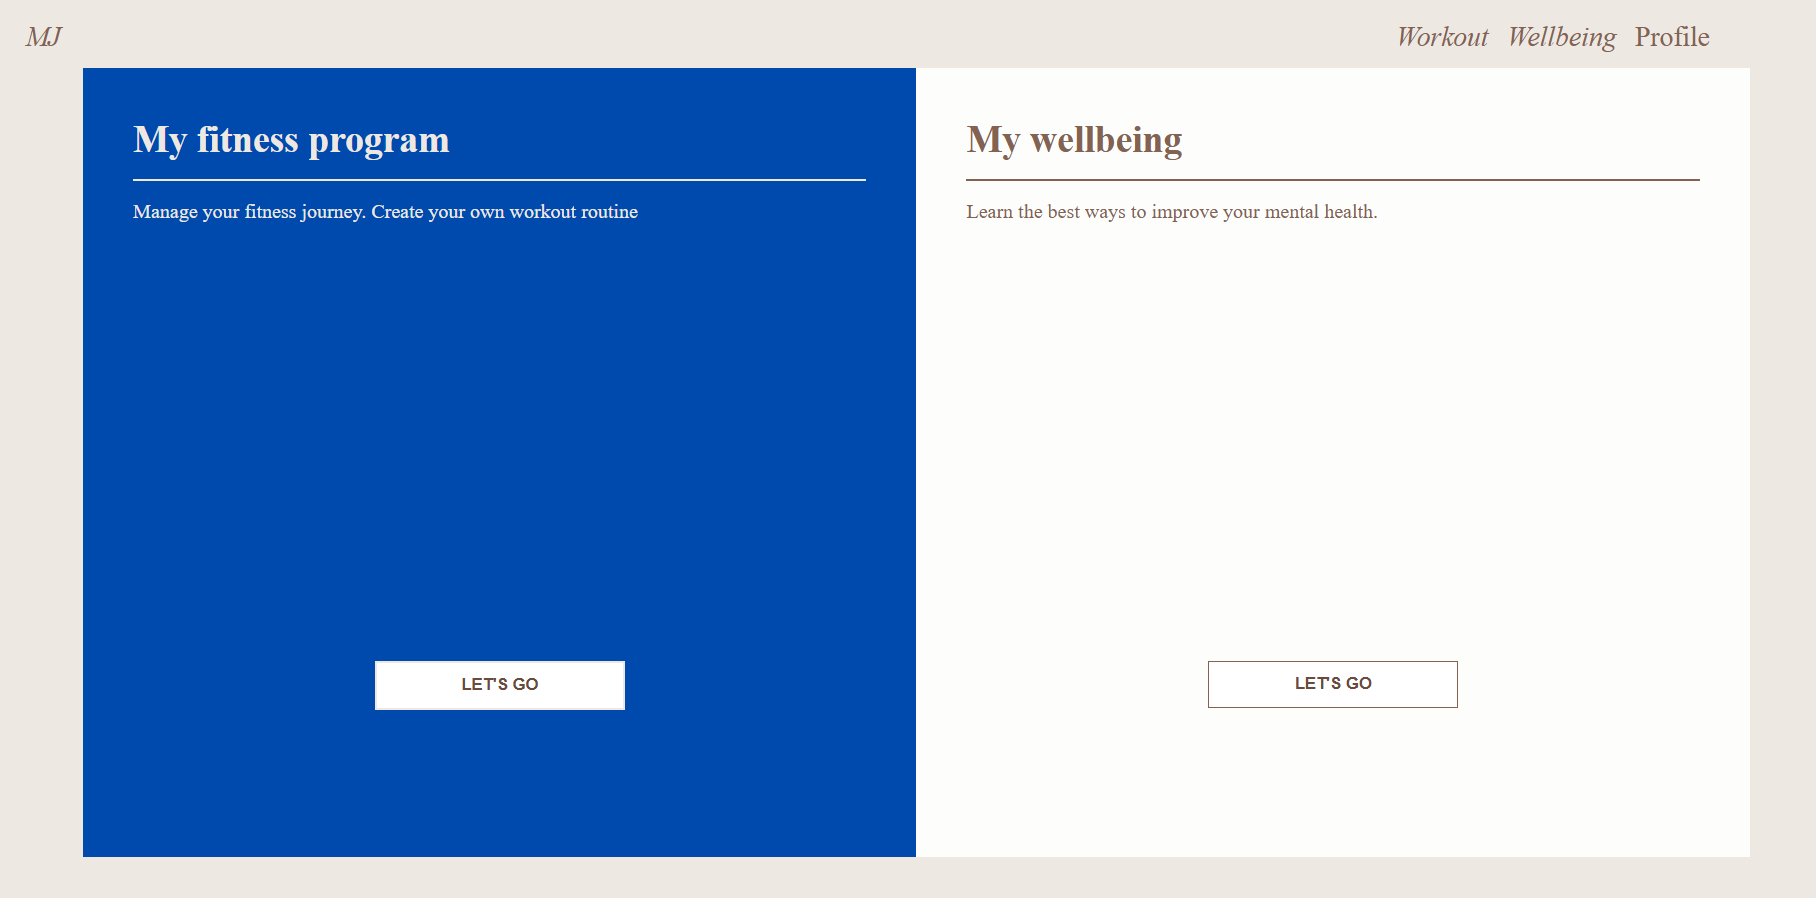 MJ
Workout Wellbeing Profile
My fitness program
Manage your fitness journey. Create your own workout routine
LET'S GO
My wellbeing
Learn the best ways to improve your mental health.
LET'S GO